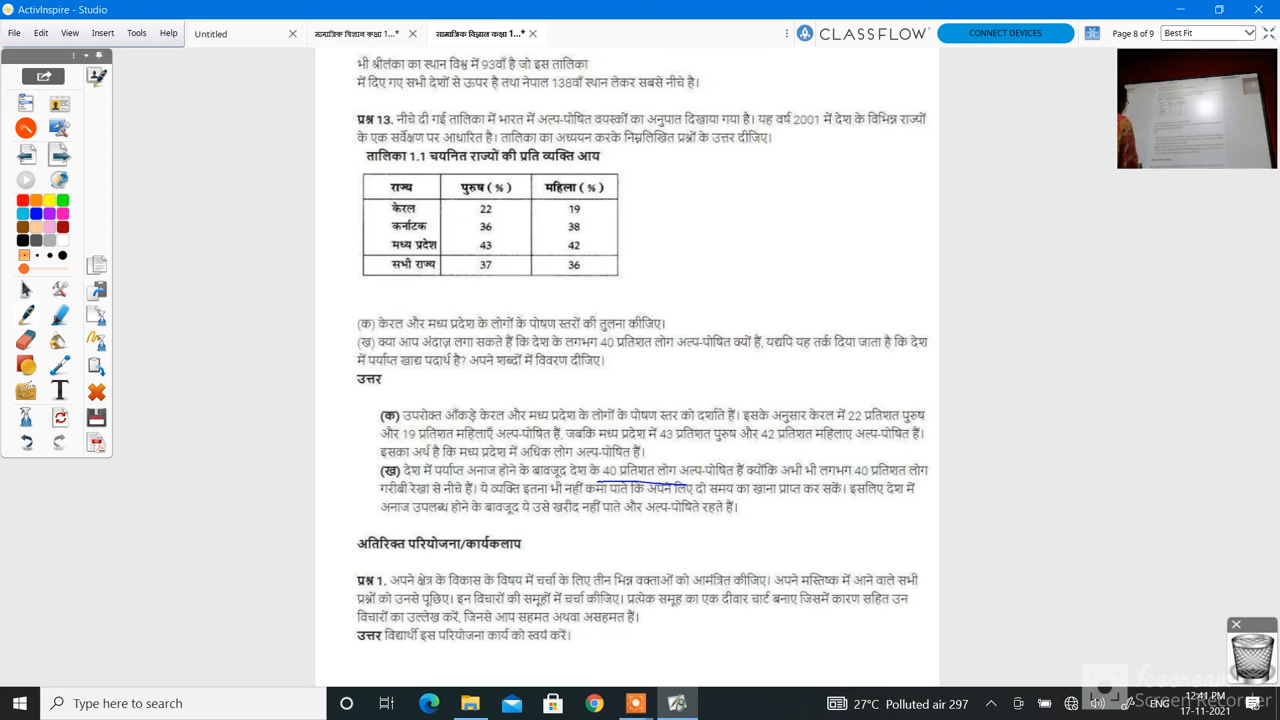 ActivInspire - Studio
File Edit View Insert Tools Help
Untitled
सामाजिक विज्ञान कक्षा 1...*
सामाजिक विज्ञान कक्षा 1...*
CLASSFLOW
CONNECT DEVICES
Page 8 of 9
Best Fit
भी श्रीलंका का स्थान विश्व में 93वाँ है जो इस तालिका
में दिए गए सभी देशों से ऊपर है तथा नेपाल 138वाँ स्थान लेकर सबसे नीचे है।
प्रश्न 13. नीचे दी गई तालिका में भारत में अल्प-पोषित वयस्कों का अनुपात दिखाया गया है। यह वर्ष 2001 में देश के विभिन्न राज्यों
के एक सर्वेक्षण पर आधारित है। तालिका का अध्ययन करके निम्नलिखित प्रश्नों के उत्तर दीजिए।
तालिका 1.1 चयनित राज्यों की प्रति व्यक्ति आय
राज्य पुरुष ( % ) महिला ( % )
केरल 22 19
कर्नाटक 36 38
मध्य प्रदेश 43 42
सभी राज्य 37 36
(क) केरल और मध्य प्रदेश के लोगों के पोषण स्तरों की तुलना कीजिए।
(ख) क्या आप अंदाज़ लगा सकते हैं कि देश के लगभग 40 प्रतिशत लोग अल्प-पोषित क्यों हैं, यद्यपि यह तर्क दिया जाता है कि देश
में पर्याप्त खाद्य पदार्थ है? अपने शब्दों में विवरण दीजिए।
उत्तर
(क) उपरोक्त आँकड़े केरल और मध्य प्रदेश के लोगों के पोषण स्तर को दर्शाते हैं। इसके अनुसार केरल में 22 प्रतिशत पुरुष
और 19 प्रतिशत महिलाएँ अल्प-पोषित हैं, जबकि मध्य प्रदेश में 43 प्रतिशत पुरुष और 42 प्रतिशत महिलाए अल्प-पोषित हैं।
इसका अर्थ है कि मध्य प्रदेश में अधिक लोग अल्प-पोषित हैं।
(ख) देश में पर्याप्त अनाज होने के बावजूद देश के 40 प्रतिशत लोग अल्प-पोषित हैं क्योंकि अभी भी लगभग 40 प्रतिशत लोग
गरीबी रेखा से नीचे हैं। ये व्यक्ति इतना भी नहीं कमा पाते कि अपने लिए दो समय का खाना प्राप्त कर सकें। इसलिए देश में
अनाज उपलब्ध होने के बावजूद ये उसे खरीद नहीं पाते और अल्प-पोषिते रहते हैं।
अतिरिक्त परियोजना/कार्यकलाप
प्रश्न 1. अपने क्षेत्र के विकास के विषय में चर्चा के लिए तीन भिन्न वक्ताओं को आमंत्रित कीजिए। अपने मस्तिष्क में आने वाले सभी
प्रश्नों को उनसे पूछिए। इन विचारों की समूहों में चर्चा कीजिए। प्रत्येक समूह का एक दीवार चार्ट बनाए जिसमें कारण सहित उन
विचारों का उल्लेख करें, जिनसे आप सहमत अथवा असहमत हैं।
उत्तर विद्यार्थी इस परियोजना कार्य को स्वयं करें।
icecream
Screen Recorder
Type here to search
27°C Polluted air 297
ENG
12:41 PM
17-11-2021